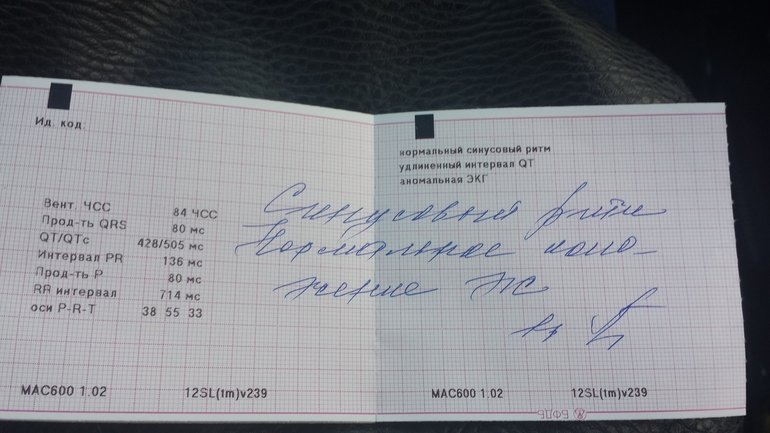 Ид. код:
Вент. ЧСС 84 ЧСС
Прод-ть QRS 80 мс
QT/QTc 428/505 мс
Интервал PR 136 мс
Прод-ть P 80 мс
RR интервал 714 мс
оси P-R-T 38 55 33
MAC600 1.02 12SL(tm)v239
нормальный синусовый ритм
удлиненный интервал QT
аномальная ЭКГ
Синусовый ритм
Нормальное поло-
жение ЭОС
MAC600 1.02 12SL(tm)v239